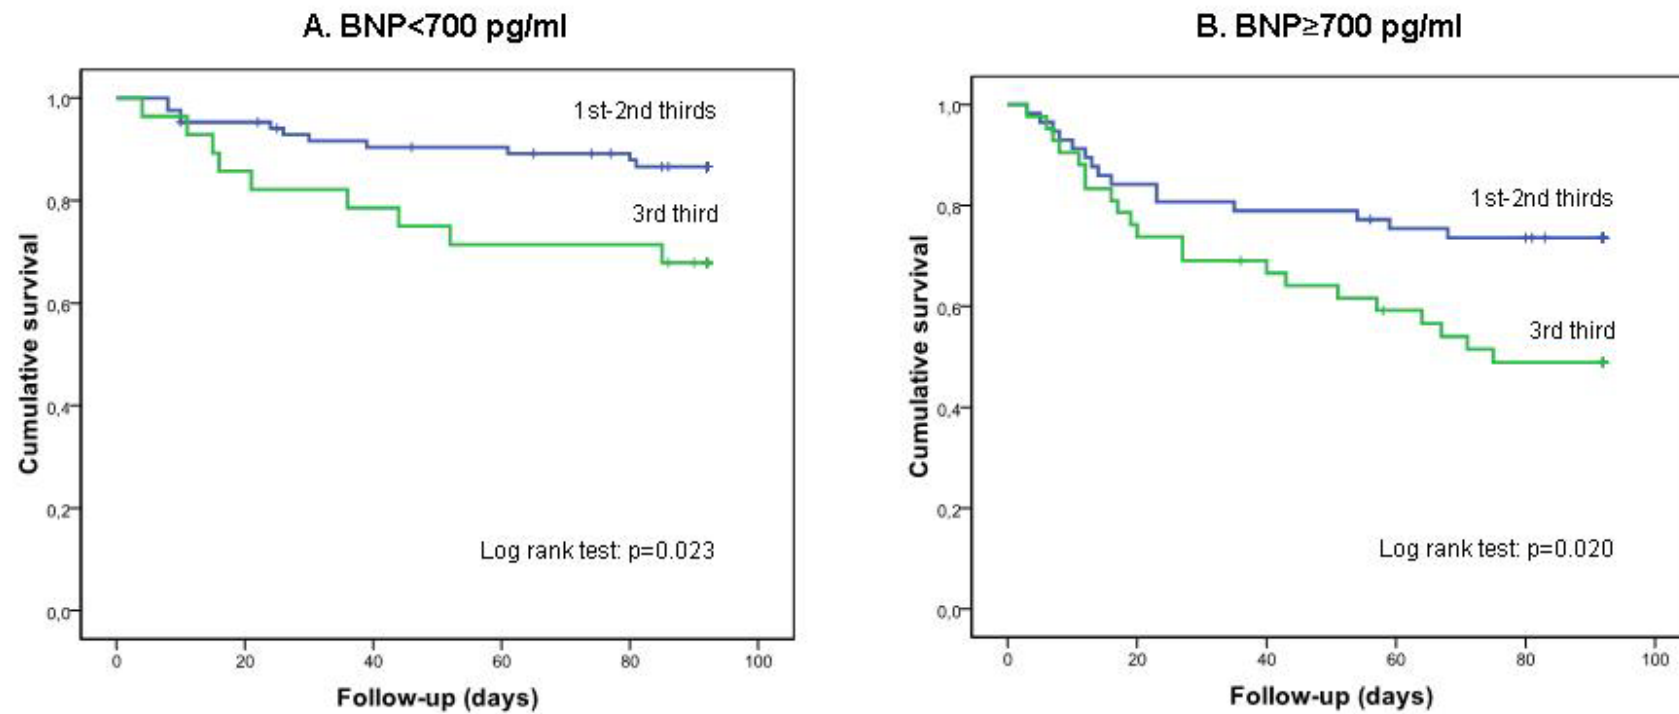 A. BNP<700 pg/ml
1,0
0,8
0,6
0,4
0,2
0,0
Cumulative survival
1st-2nd thirds
3rd third
Log rank test: p=0.023
0 20 40 60 80 100
Follow-up (days)
B. BNP≥700 pg/ml
1,0
0,8
0,6
0,4
0,2
0,0
Cumulative survival
1st-2nd thirds
3rd third
Log rank test: p=0.020
0 20 40 60 80 100
Follow-up (days)